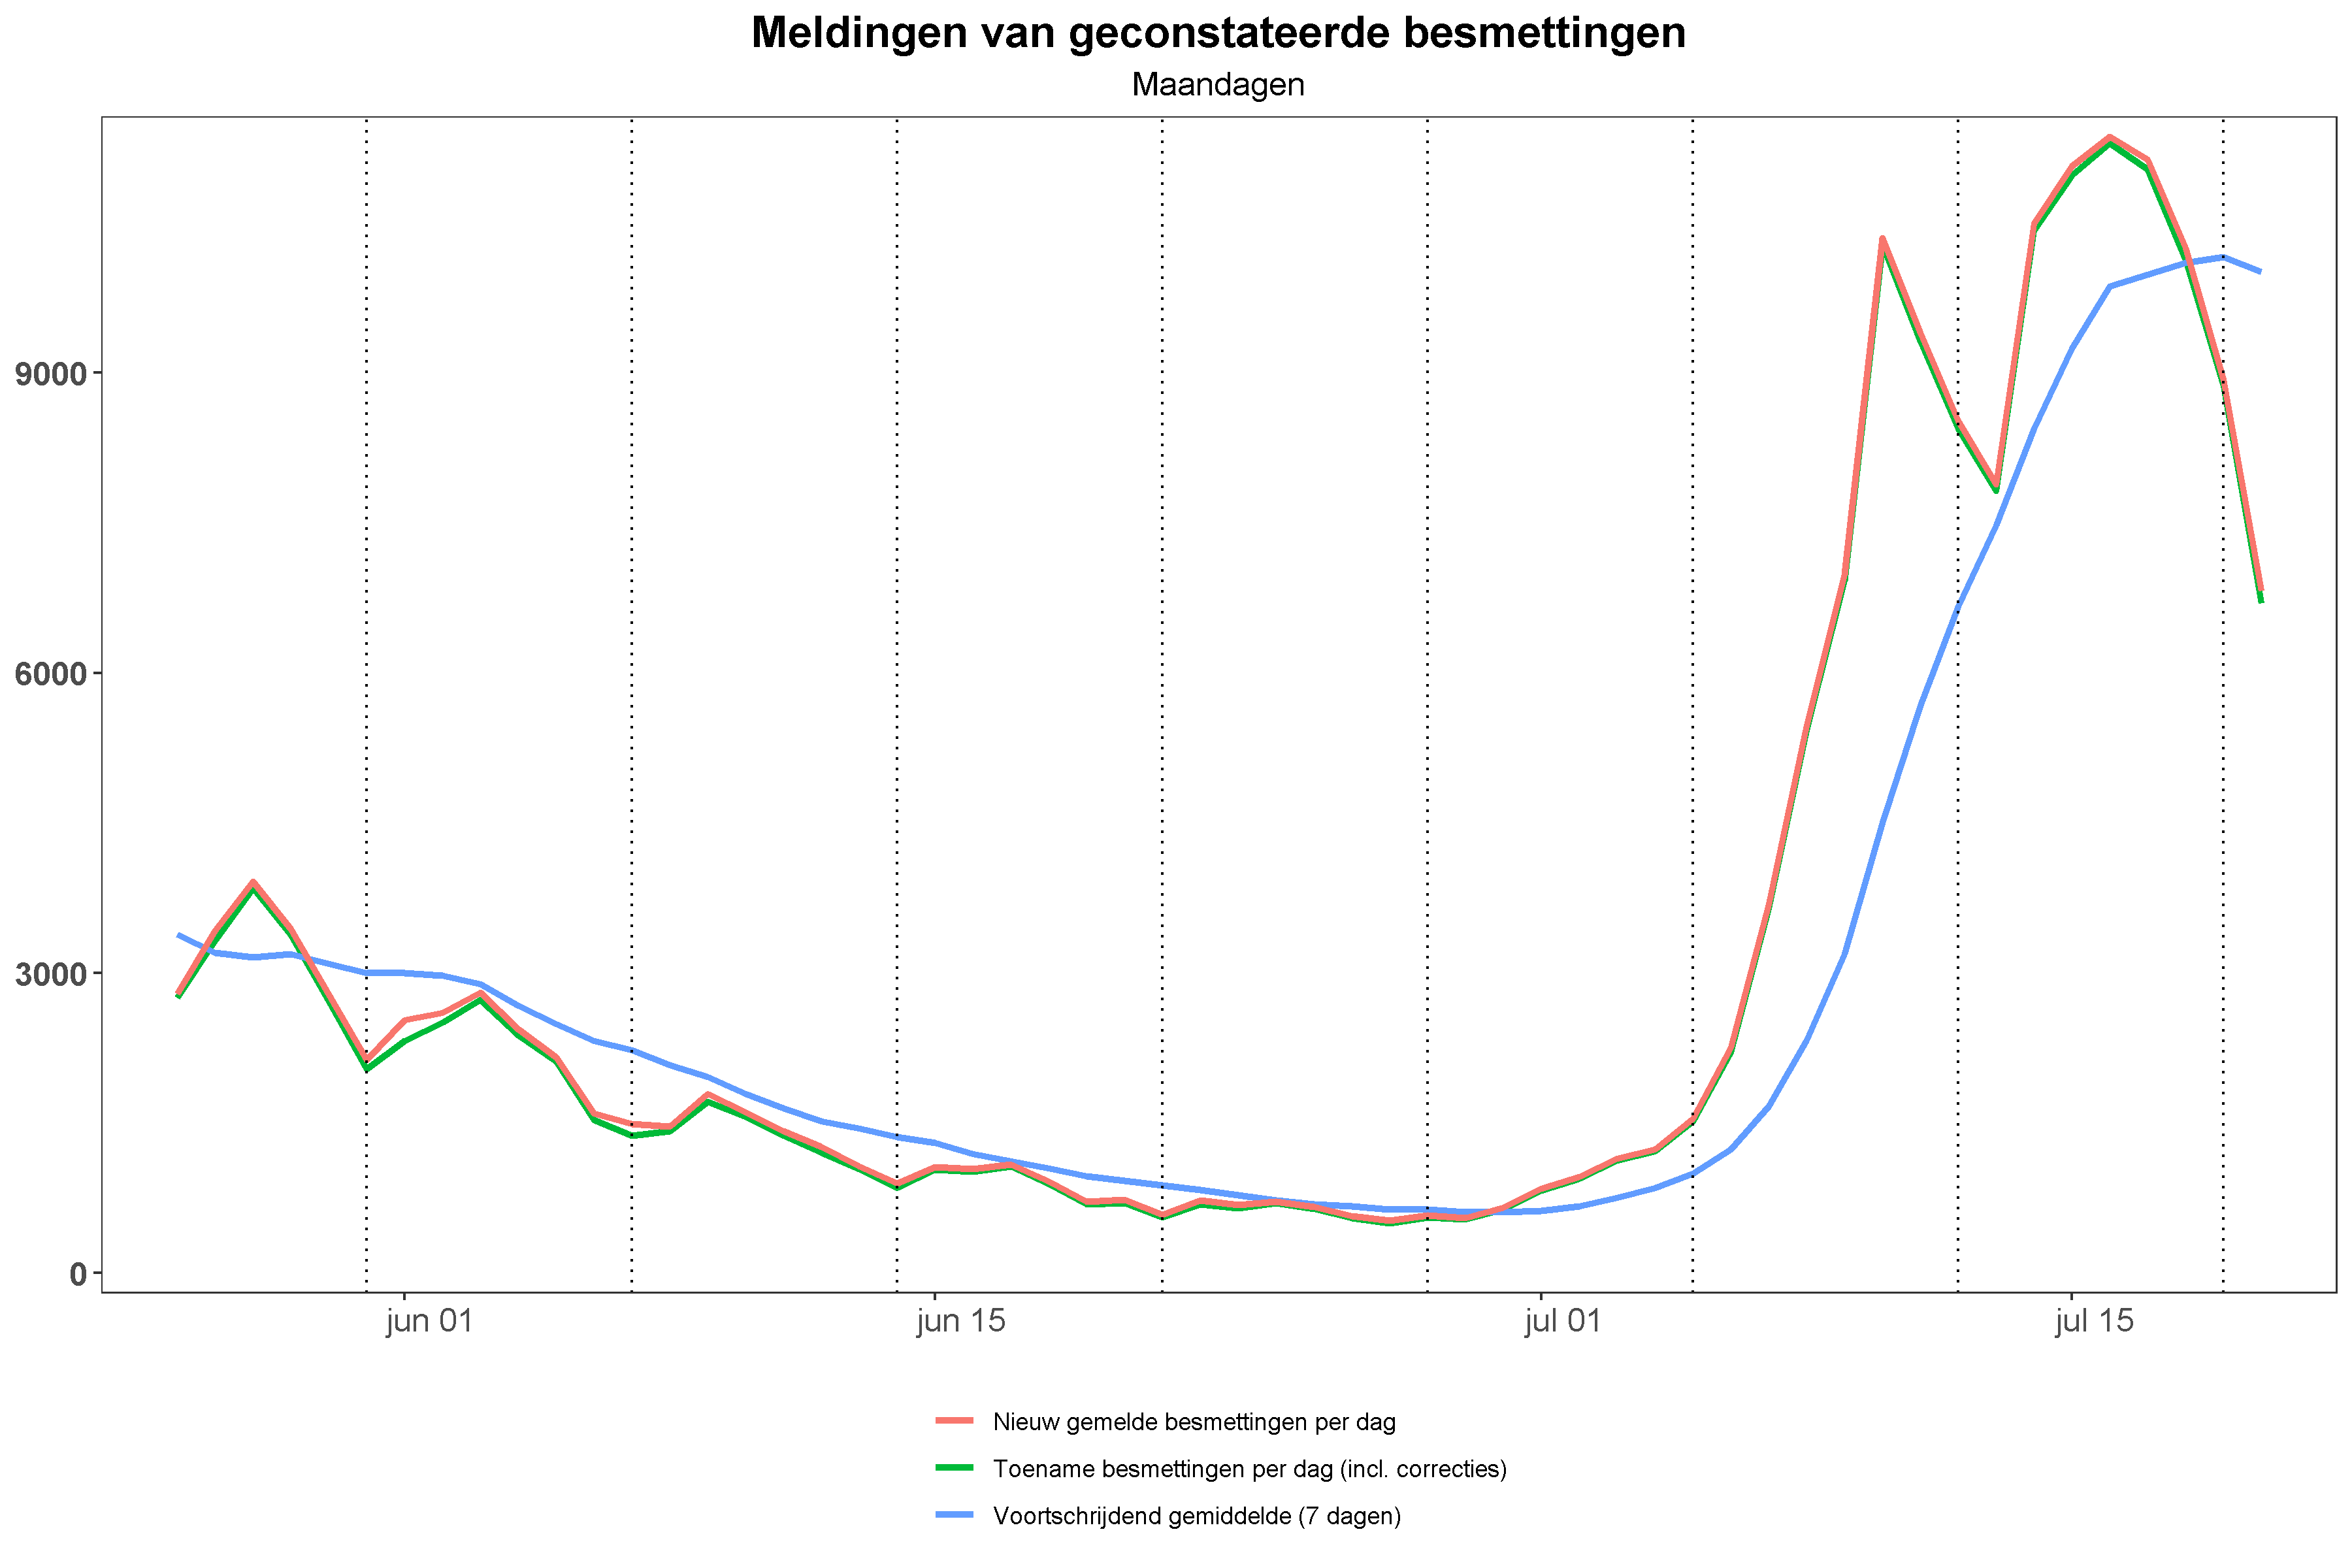 Meldingen van geconstateerde besmettingen
Maandagen
9000
6000
3000
0
jun 01
jun 15
jul 01
jul 15
Nieuw gemelde besmettingen per dag
Toename besmettingen per dag (incl. correcties)
Voortschrijdend gemiddelde (7 dagen)